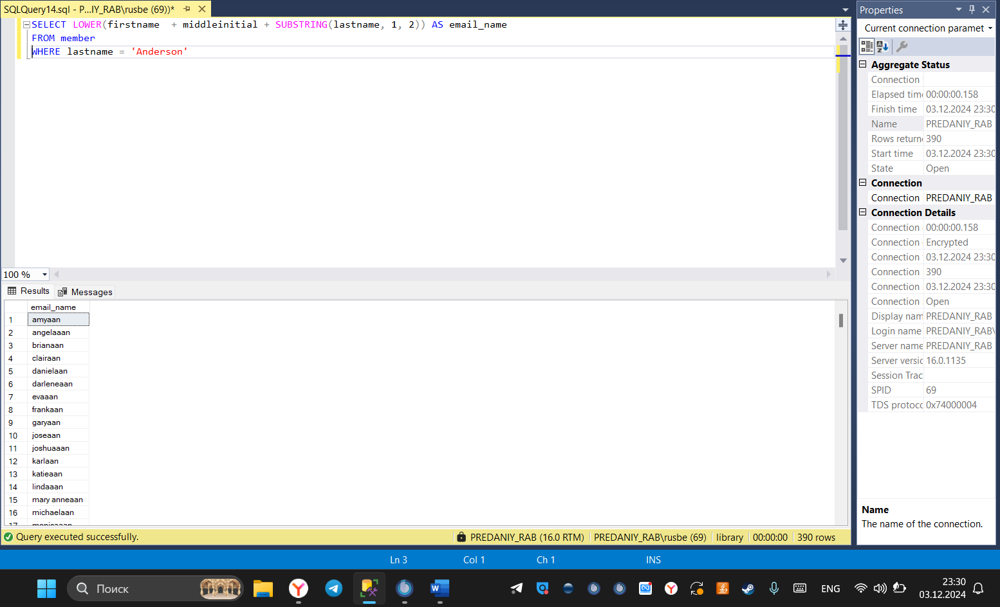 SQLQuery14.sql - P...IY_RAB\rusbe (69))*
SELECT LOWER(firstname  + middleinitial + SUBSTRING(lastname, 1, 2)) AS email_name
FROM member
WHERE lastname = 'Anderson'
100 %
Results
Messages
email_name
1 amyaan
2 angelaaan
3 brianaan
4 clairaan
5 danielaan
6 darleneaan
7 evaaan
8 frankaan
9 garyaan
10 joseaan
11 joshuaaan
12 karlaan
13 katieaan
14 lindaaan
15 mary anneaan
16 michaelaan
Query executed successfully.
PREDANIY_RAB (16.0 RTM)
PREDANIY_RAB\rusbe (69)
library
00:00:00
390 rows
Properties
Current connection paramet
Aggregate Status
Connection
Elapsed time 00:00:00.158
Finish time 03.12.2024 23:30
Name PREDANIY_RAB
Rows return 390
Start time 03.12.2024 23:30
State Open
Connection
Connection PREDANIY_RAB
Connection Details
Connection 00:00:00.158
Connection Encrypted
Connection 03.12.2024 23:30
Connection 390
Connection 03.12.2024 23:30
Connection Open
Display nam PREDANIY_RAB
Login name PREDANIY_RAB\
Server name PREDANIY_RAB
Server versic 16.0.1135
Session Trac
SPID 69
TDS protoco 0x74000004
Name
The name of the connection.
Ln 3
Col 1
Ch 1
INS
Поиск
ENG
23:30
03.12.2024